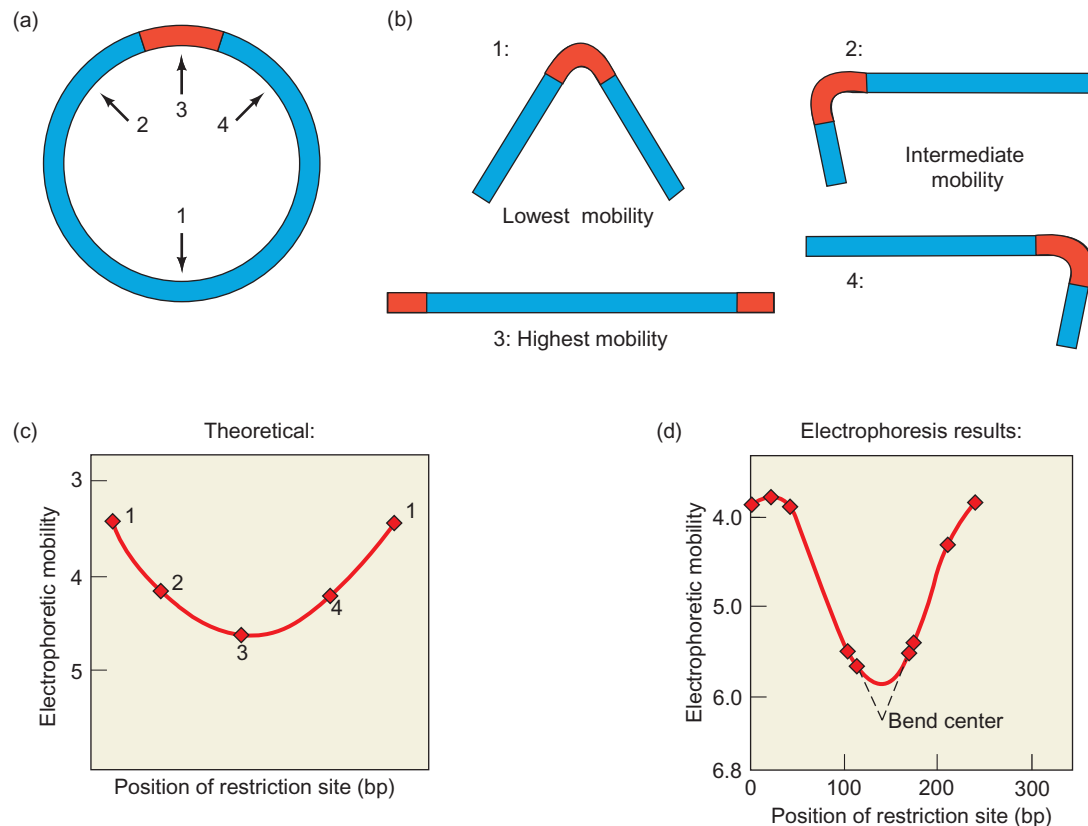 (a)
3
2
4
1
(b)
1:
Lowest mobility
2:
Intermediate
mobility
3: Highest mobility
4:
(c)
Theoretical:
Electrophoretic mobility
3
4
5
1
2
3
4
1
Position of restriction site (bp)
(d)
Electrophoresis results:
Electrophoretic mobility
4.0
5.0
6.0
6.8
Bend center
0
100
200
300
Position of restriction site (bp)